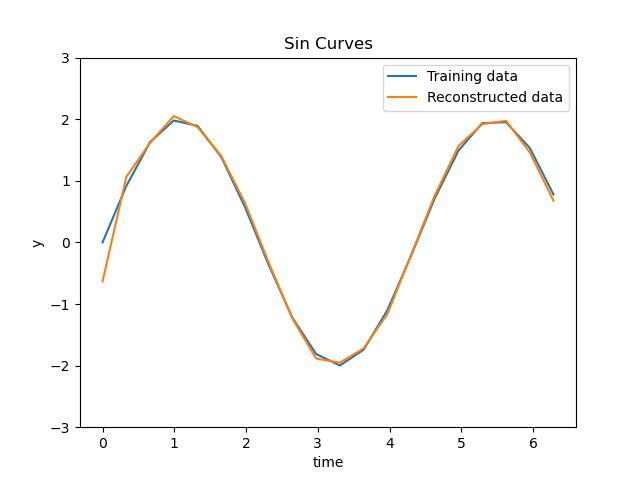 Sin Curves
Training data
Reconstructed data
3
2
1
0
−1
−2
−3
y
0 1 2 3 4 5 6
time